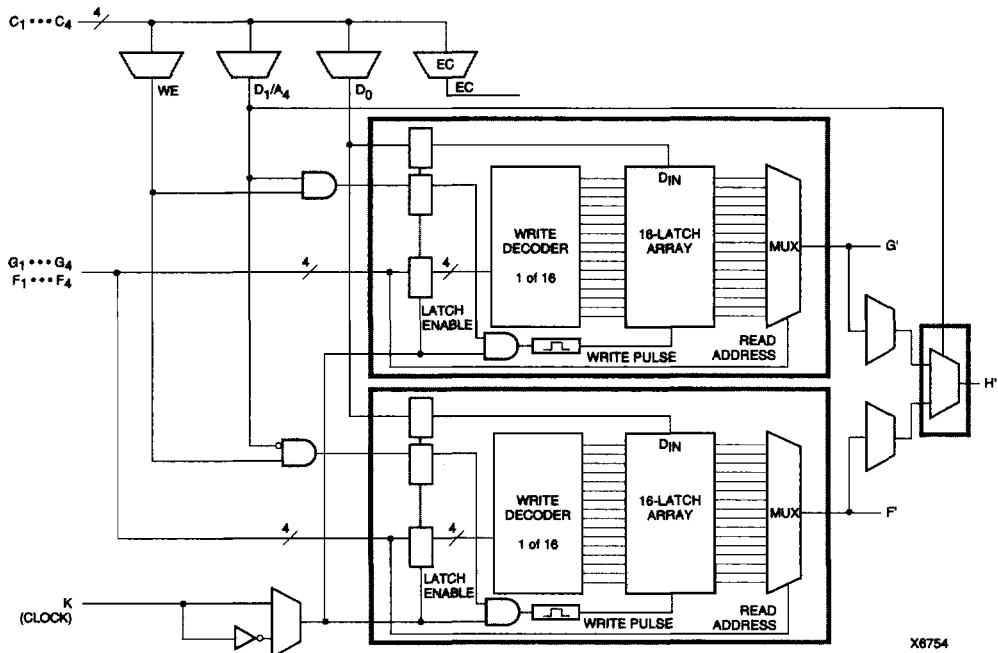 C1 • • • C4
4
WE
D1/A4
D0
EC
EC
DIN
WRITE
DECODER
1 of 16
16-LATCH
ARRAY
MUX
G'
G1 • • • G4
F1 • • • F4
4
4
LATCH
ENABLE
WRITE PULSE
READ
ADDRESS
H'
DIN
WRITE
DECODER
1 of 16
16-LATCH
ARRAY
MUX
F'
4
4
LATCH
ENABLE
WRITE PULSE
READ
ADDRESS
K
(CLOCK)
X6754